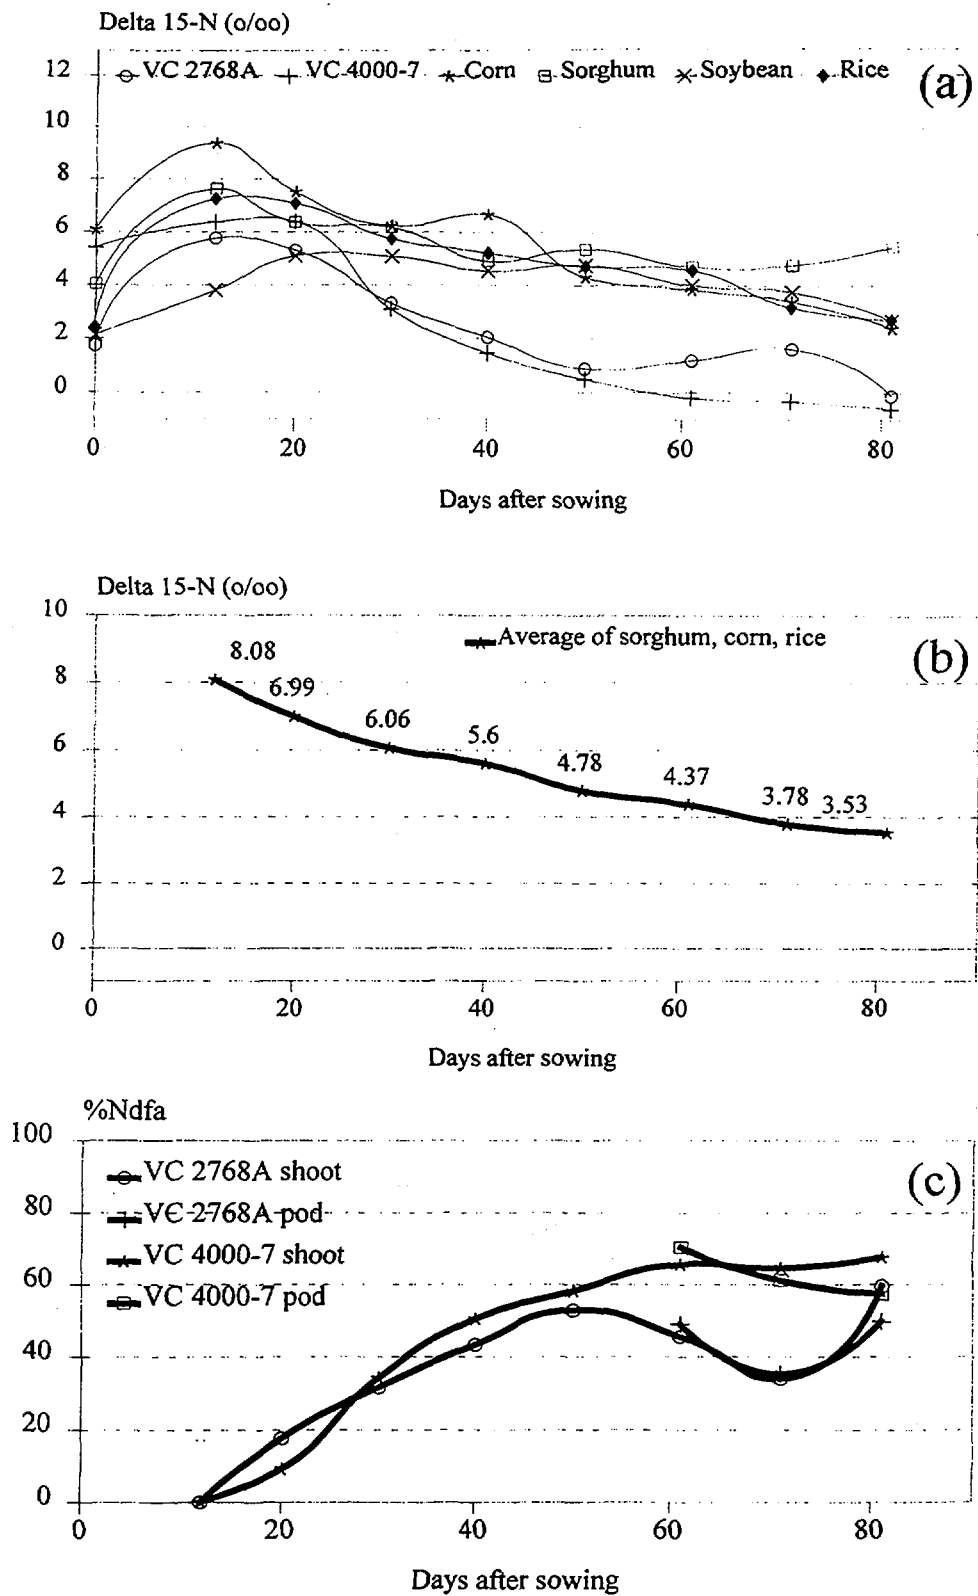 Delta 15-N (o/oo)
VC 2768A VC 4000-7 Corn Sorghum Soybean Rice
(a)
12
10
8
6
4
2
0
0 20 40 60 80
Days after sowing
Delta 15-N (o/oo)
10
Average of sorghum, corn, rice
(b)
8.08
8
6.99
6.06
5.6
6
4.78
4.37
3.78 3.53
4
2
0
0 20 40 60 80
Days after sowing
%Ndfa
100
VC 2768A shoot
(c)
80
VC 2768A pod
VC 4000-7 shoot
60
VC 4000-7 pod
40
20
0
0 20 40 60 80
Days after sowing